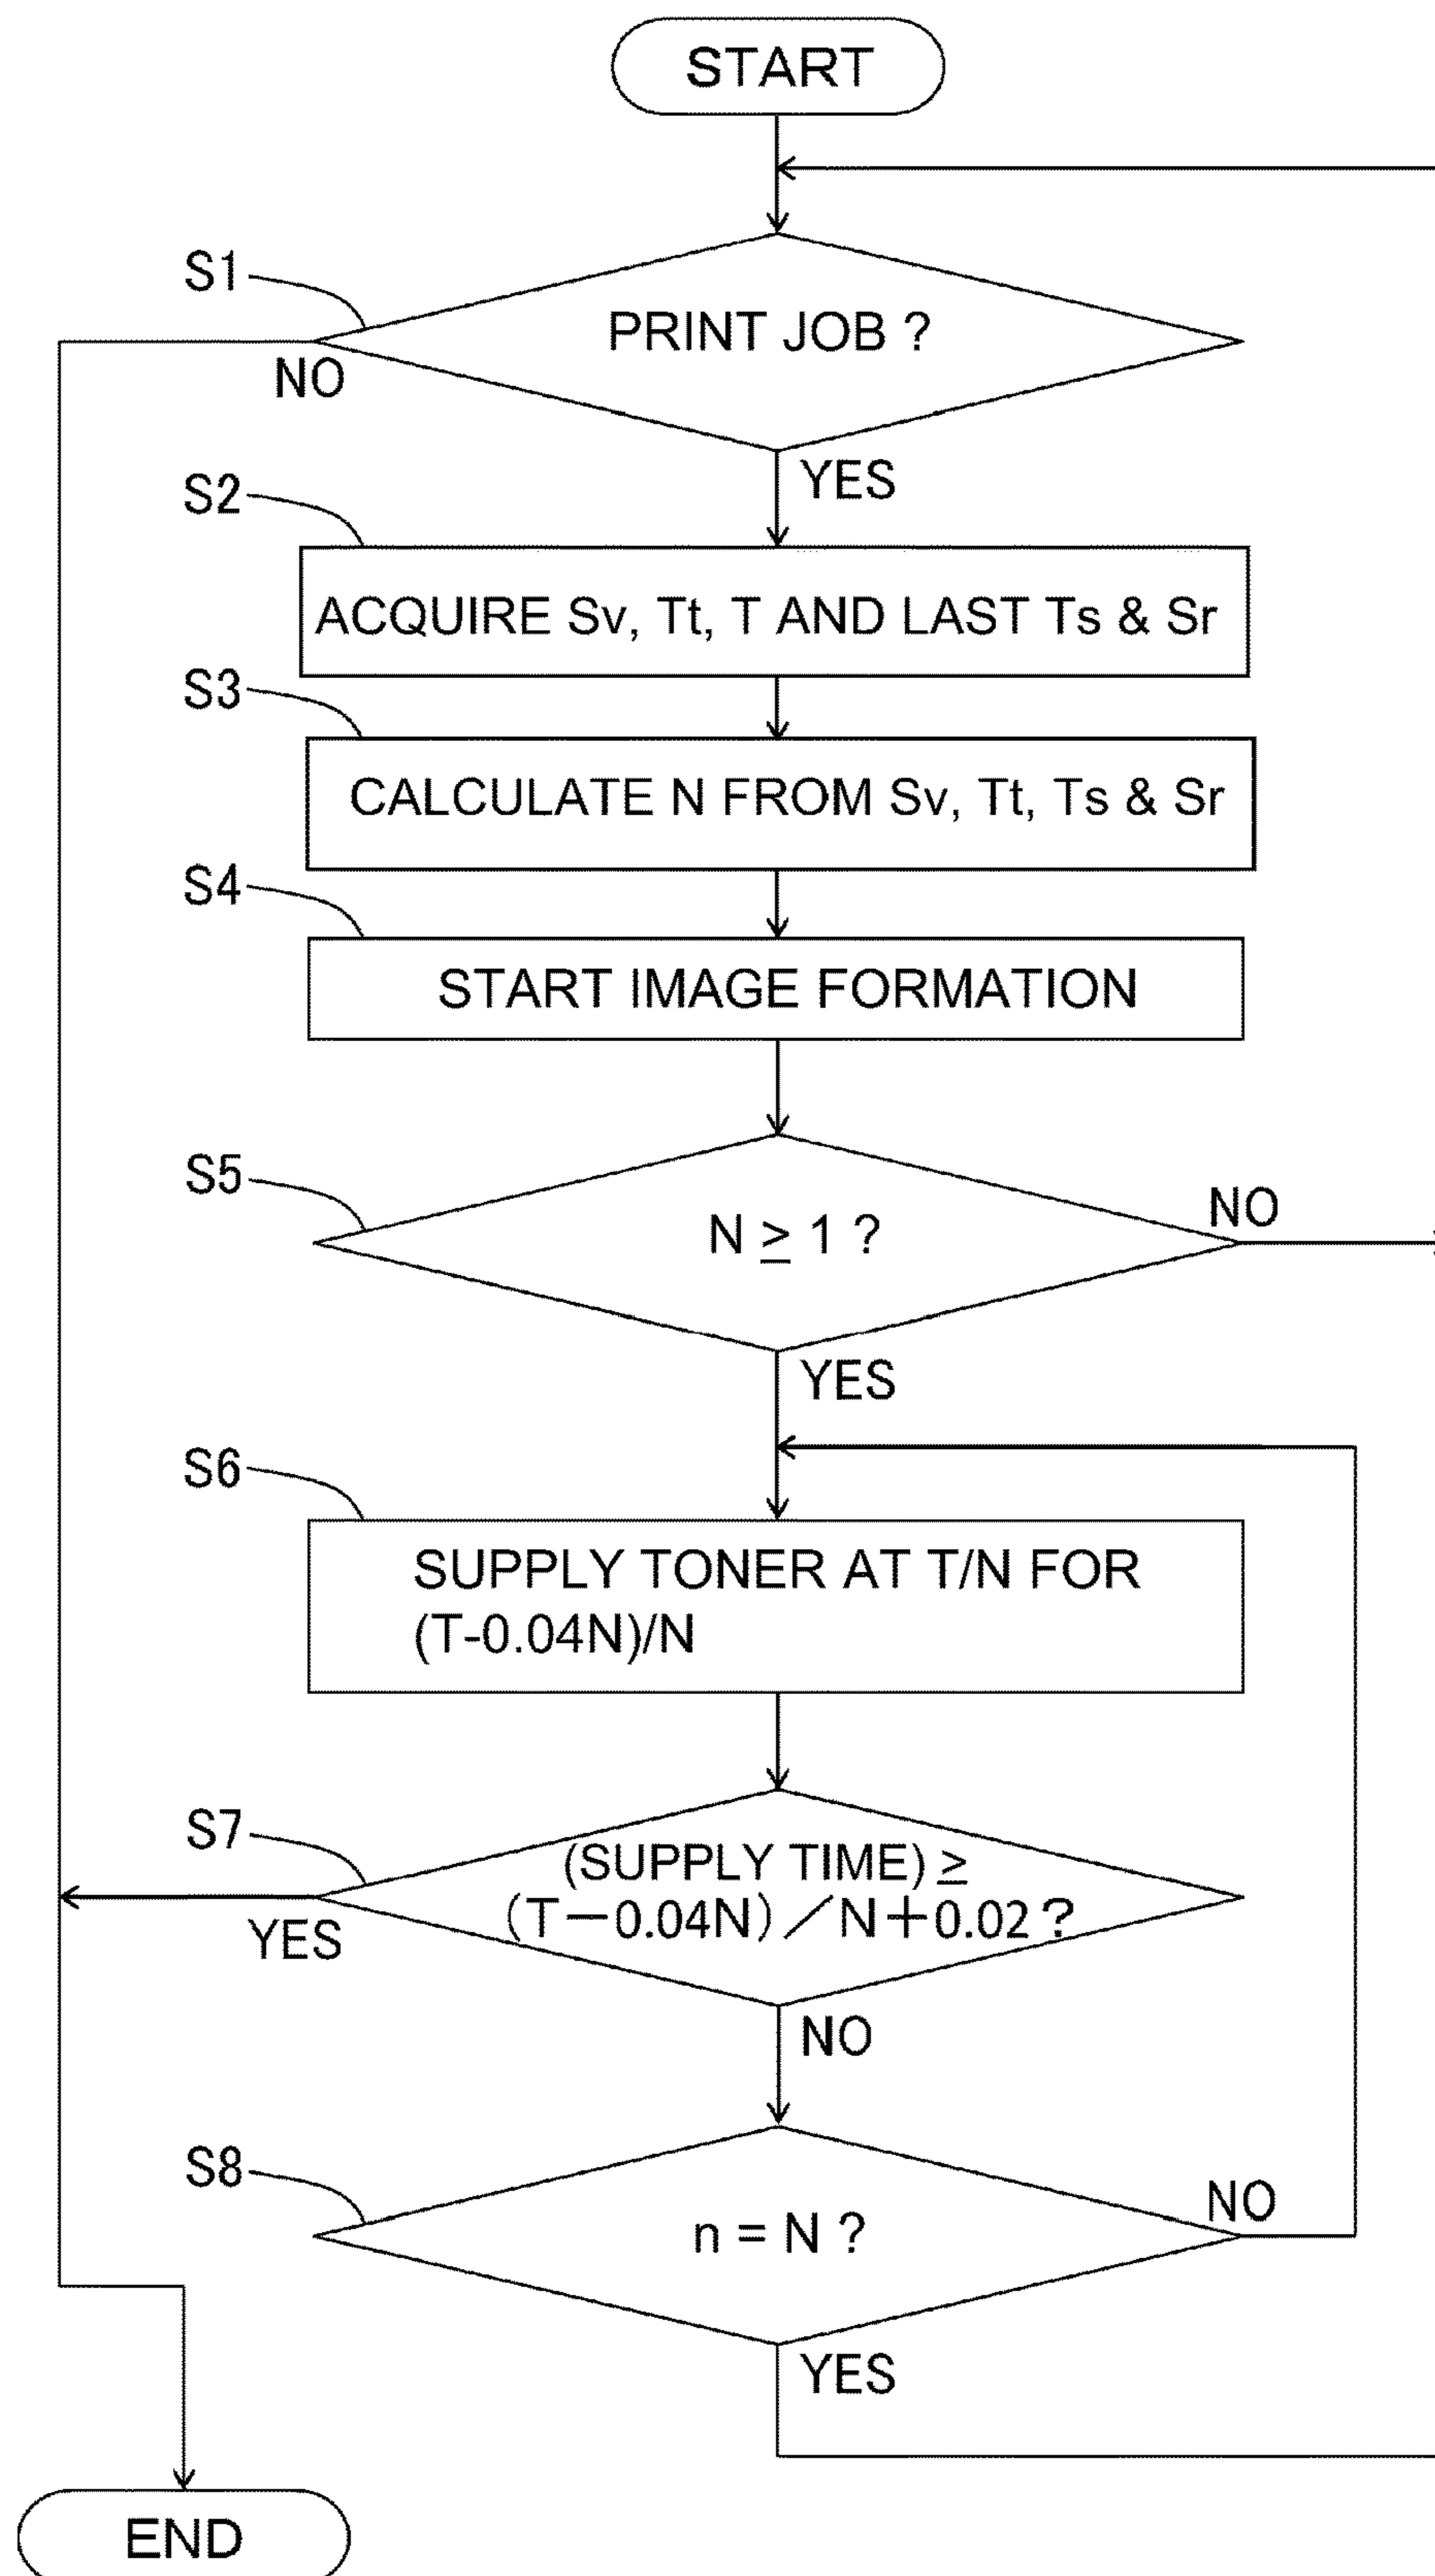 START
S1
PRINT JOB ?
NO
YES
S2
ACQUIRE Sv, Tt, T AND LAST Ts & Sr
S3
CALCULATE N FROM Sv, Tt, Ts & Sr
S4
START IMAGE FORMATION
S5
N ≥ 1 ?
NO
YES
S6
SUPPLY TONER AT T/N FOR
(T-0.04N)/N
S7
(SUPPLY TIME) ≥
(T－0.04N)／N＋0.02?
YES
NO
S8
n = N ?
NO
YES
END